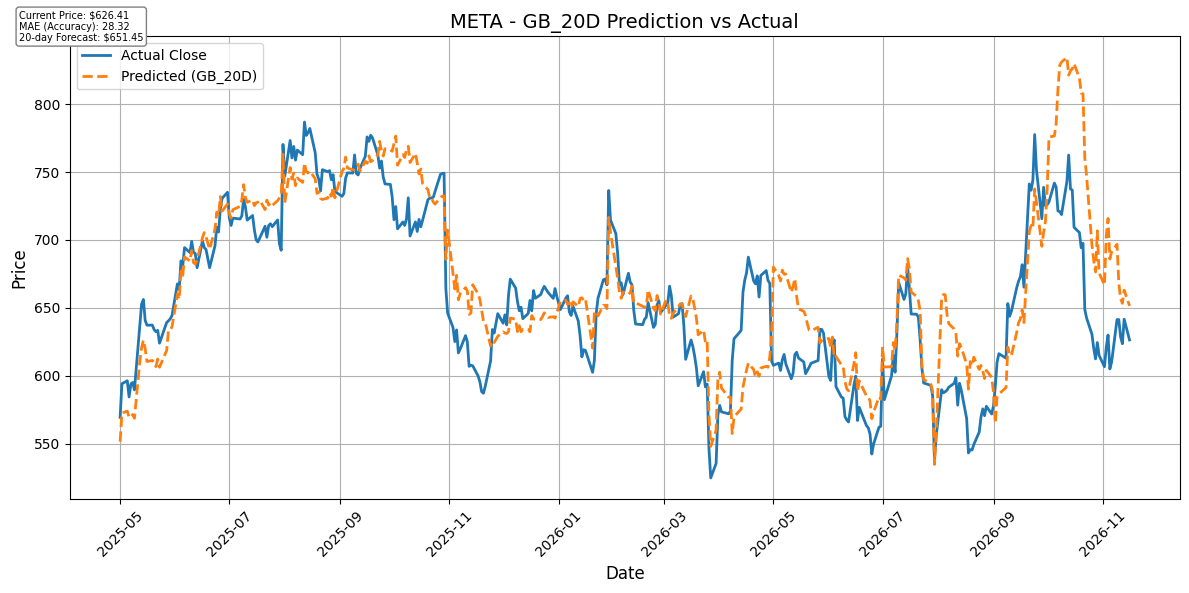 META - GB_20D Prediction vs Actual
Current Price: $626.41
MAE (Accuracy): 28.32
20-day Forecast: $651.45
Actual Close
Predicted (GB_20D)
Price
800
750
700
650
600
550
2025-05
2025-07
2025-09
2025-11
2026-01
2026-03
2026-05
2026-07
2026-09
2026-11
Date